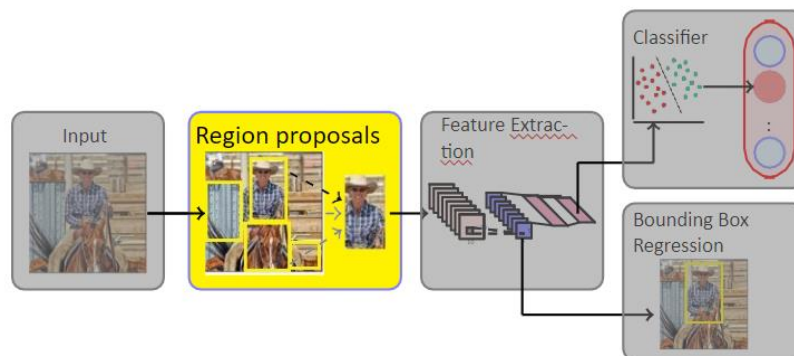 Input
Region proposals
Feature Extrac-
tion
Classifier
Bounding Box
Regression